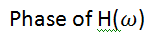 Phase of H(𝜔)